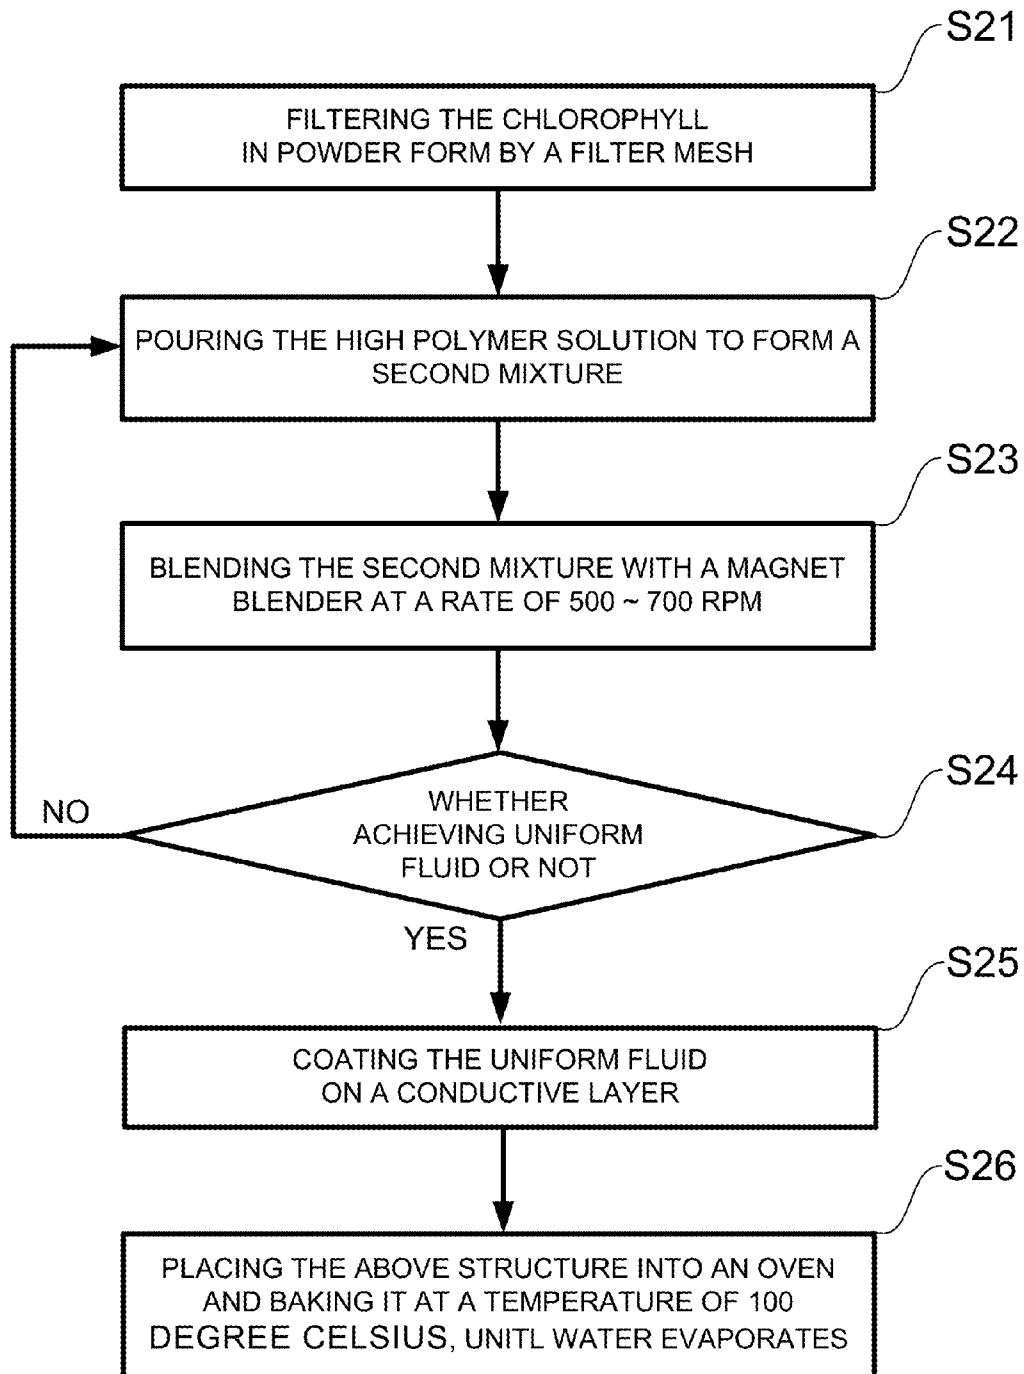 S21
FILTERING THE CHLOROPHYLL
IN POWDER FORM BY A FILTER MESH
S22
POURING THE HIGH POLYMER SOLUTION TO FORM A
SECOND MIXTURE
S23
BLENDING THE SECOND MIXTURE WITH A MAGNET
BLENDER AT A RATE OF 500 ~ 700 RPM
S24
WHETHER
ACHIEVING UNIFORM
FLUID OR NOT
NO
YES
S25
COATING THE UNIFORM FLUID
ON A CONDUCTIVE LAYER
S26
PLACING THE ABOVE STRUCTURE INTO AN OVEN
AND BAKING IT AT A TEMPERATURE OF 100
DEGREE CELSIUS, UNITL WATER EVAPORATES